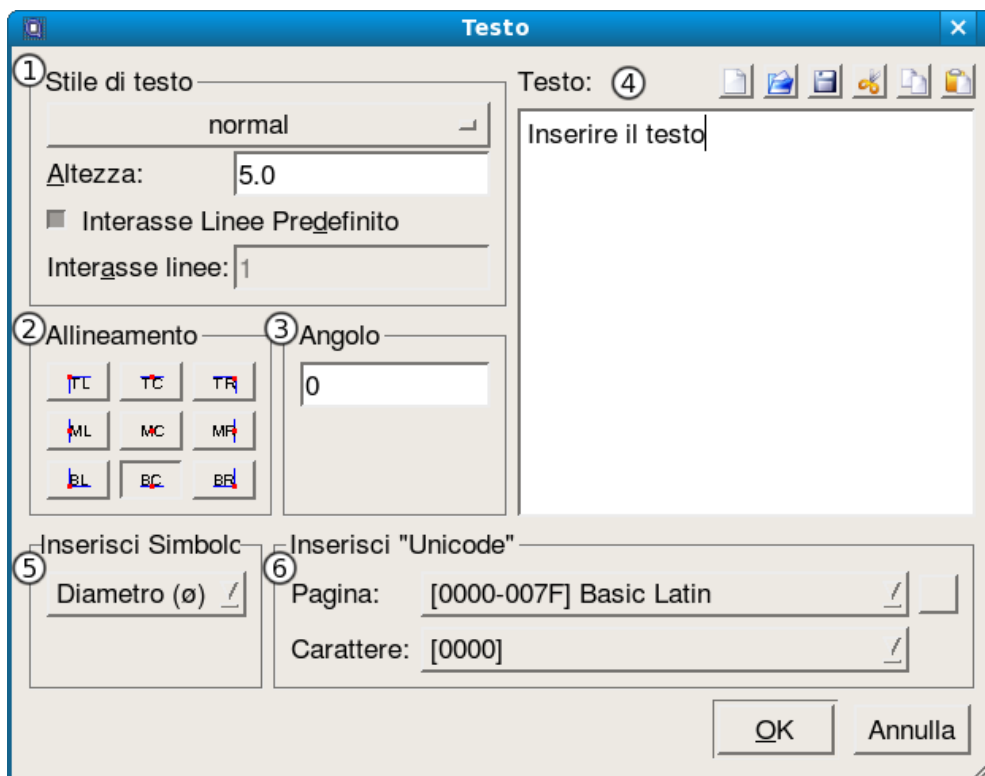 Testo
1 Stile di testo
normal
Altezza: 5.0
Interasse Linee Predefinito
Interasse linee: 1
Testo: 4
Inserire il testo
2 Allineamento
TL TC TR
ML MC MR
BL BC BR
3 Angolo
0
Inserisci Simbolo
5
Diametro (ø)
Inserisci "Unicode"
6
Pagina: [0000-007F] Basic Latin
Carattere: [0000]
OK Annulla